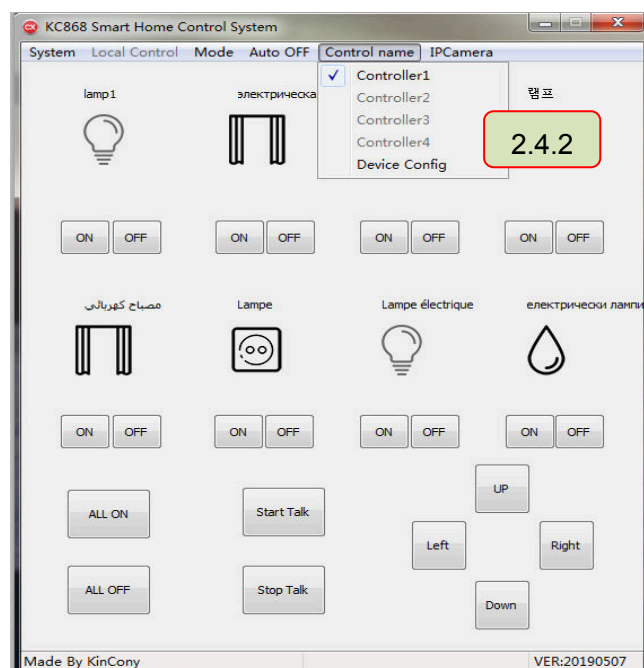 KC868 Smart Home Control System
System Local Control Mode Auto OFF Control name IPCamera
Controller1
Controller2
Controller3
Controller4
Device Config
2.4.2
lamp1 электрическа 램프
ON OFF ON OFF ON OFF ON OFF
مصباح كهربائي Lampe Lampe électrique електрически лампи
ON OFF ON OFF ON OFF ON OFF
ALL ON Start Talk UP
Left Right
ALL OFF Stop Talk Down
Made By KinCony VER:20190507